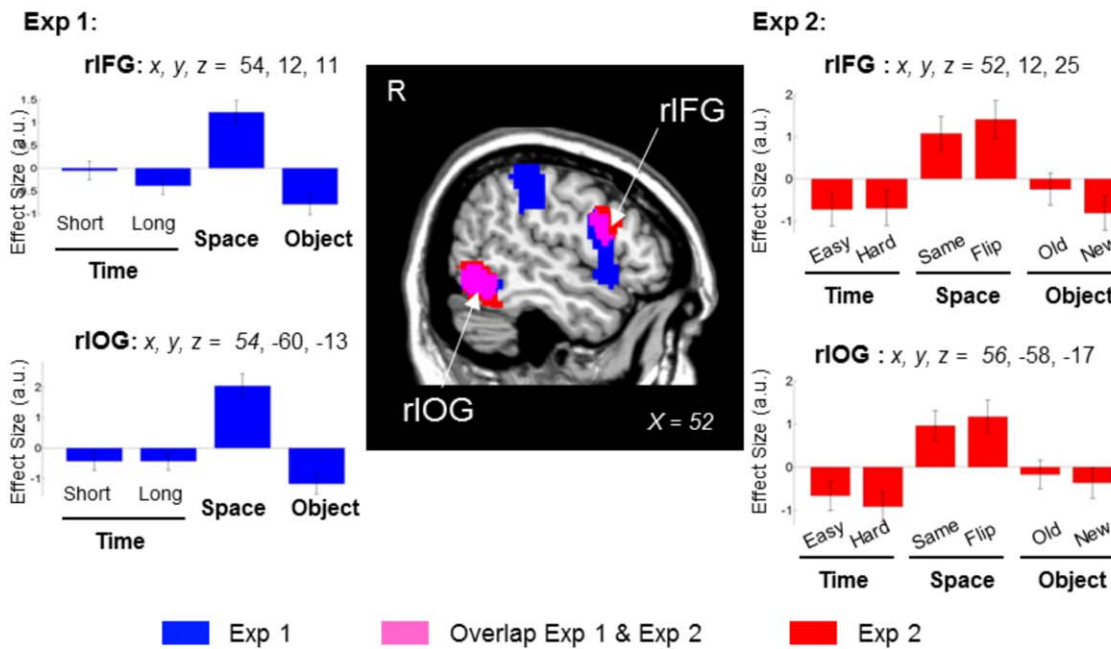 Exp 1:
rIFG: x, y, z = 54, 12, 11
Effect Size (a.u.)
1.5
1
.5
0
0.5
-1
Short
Long
Space
Object
Time
rIOG: x, y, z = 54, -60, -13
Effect Size (a.u.)
2
1
0
-1
Short
Long
Space
Object
Time
R
rIFG
rIOG
X = 52
Exp 2:
rIFG : x, y, z = 52, 12, 25
Effect Size (a.u.)
2
1
0
-1
Easy
Hard
Same
Flip
Old
New
Time
Space
Object
rIOG : x, y, z = 56, -58, -17
Effect Size (a.u.)
2
1
0
-1
Easy
Hard
Same
Flip
Old
New
Time
Space
Object
Exp 1
Overlap Exp 1 & Exp 2
Exp 2